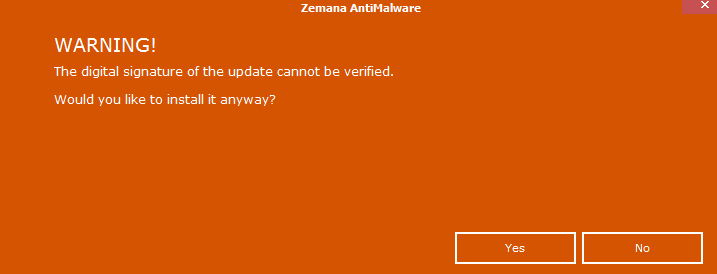 Zemana AntiMalware
WARNING!
The digital signature of the update cannot be verified.
Would you like to install it anyway?
Yes
No